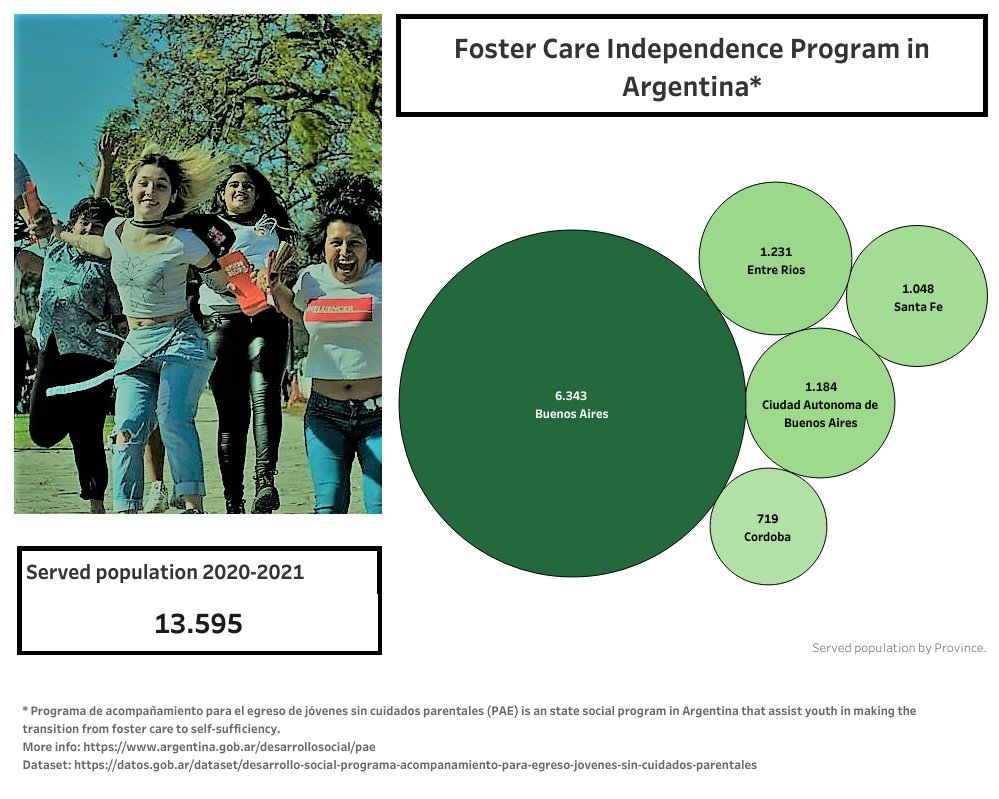 Foster Care Independence Program in
Argentina*
1.231
Entre Rios
1.048
Santa Fe
6.343
Buenos Aires
1.184
Ciudad Autonoma de
Buenos Aires
719
Cordoba
Served population 2020-2021
13.595
Served population by Province.
* Programa de acompañamiento para el egreso de jóvenes sin cuidados parentales (PAE) is an state social program in Argentina that assist youth in making the
transition from foster care to self-sufficiency.
More info: https://www.argentina.gob.ar/desarrollosocial/pae
Dataset: https://datos.gob.ar/dataset/desarrollo-social-programa-acompanamiento-para-egreso-jovenes-sin-cuidados-parentales